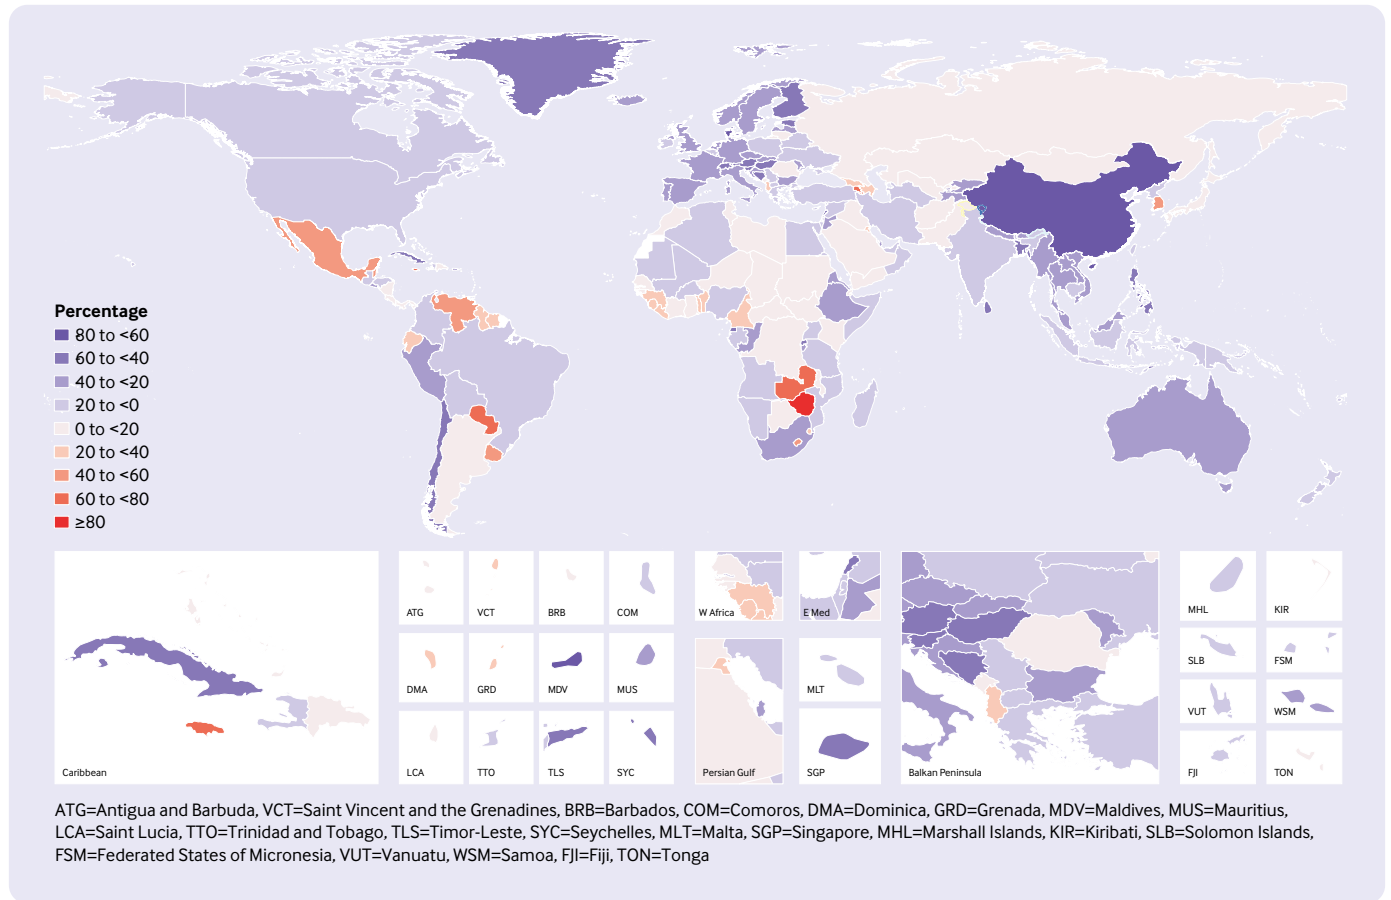 Percentage
80 to <60
60 to <40
40 to <20
20 to <0
0 to <20
20 to <40
40 to <60
60 to <80
≥80
Caribbean
ATG
VCT
BRB
COM
DMA
GRD
MDV
MUS
LCA
TTO
TLS
SYC
W Africa
E Med
Persian Gulf
MLT
SGP
Balkan Peninsula
MHL
KIR
SLB
FSM
VUT
WSM
FJI
TON
ATG=Antigua and Barbuda, VCT=Saint Vincent and the Grenadines, BRB=Barbados, COM=Comoros, DMA=Dominica, GRD=Grenada, MDV=Maldives, MUS=Mauritius,
LCA=Saint Lucia, TTO=Trinidad and Tobago, TLS=Timor-Leste, SYC=Seychelles, MLT=Malta, SGP=Singapore, MHL=Marshall Islands, KIR=Kiribati, SLB=Solomon Islands,
FSM=Federated States of Micronesia, VUT=Vanuatu, WSM=Samoa, FJI=Fiji, TON=Tonga